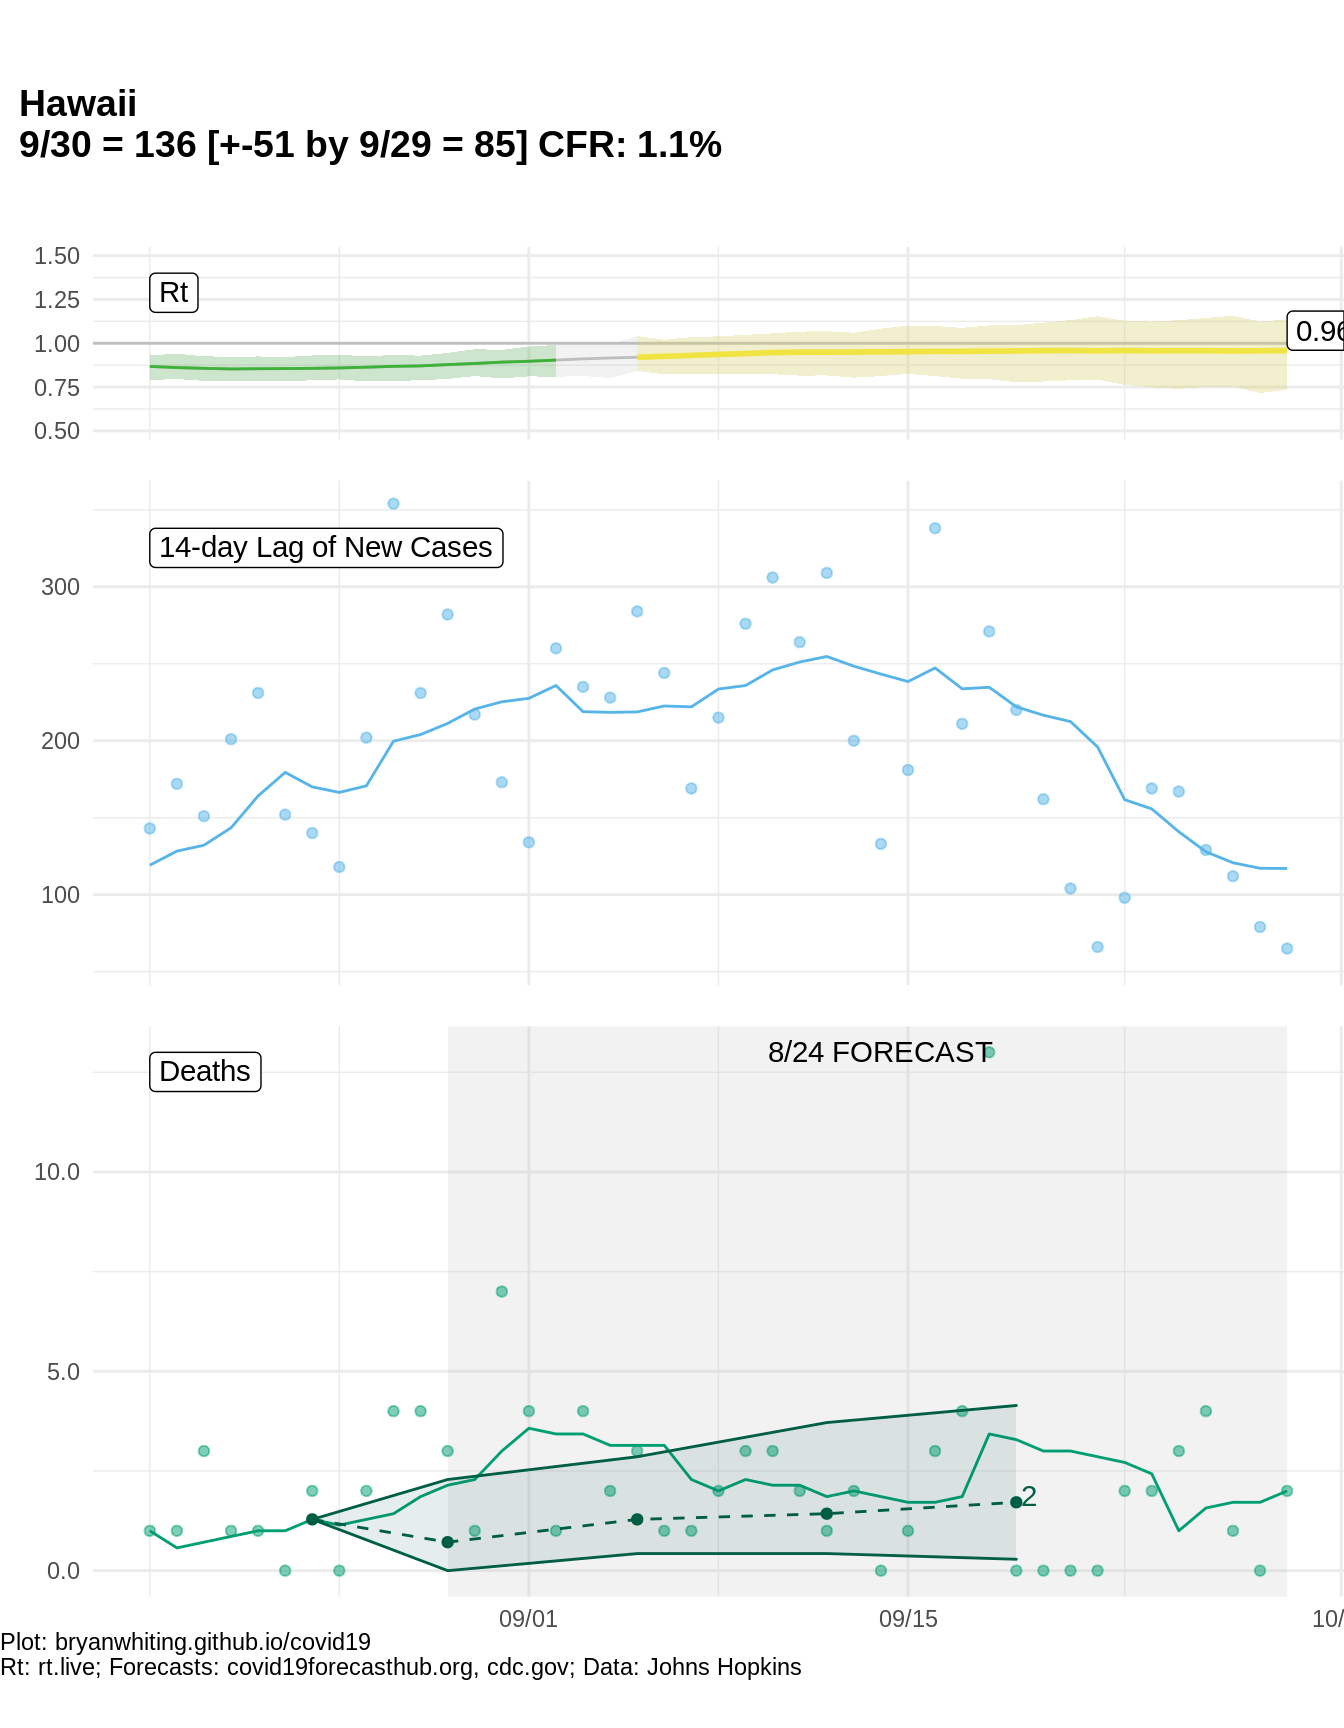 Hawaii
9/30 = 136 [+-51 by 9/29 = 85] CFR: 1.1%
1.50
Rt
1.25
0.96
1.00
0.75
0.50
14-day Lag of New Cases
300
200
100
8/24 FORECAST
Deaths
10.0
5.0
2
0.0
09/01
09/15
10/
Plot: bryanwhiting.github.io/covid19
Rt: rt.live; Forecasts: covid19forecasthub.org, cdc.gov; Data: Johns Hopkins